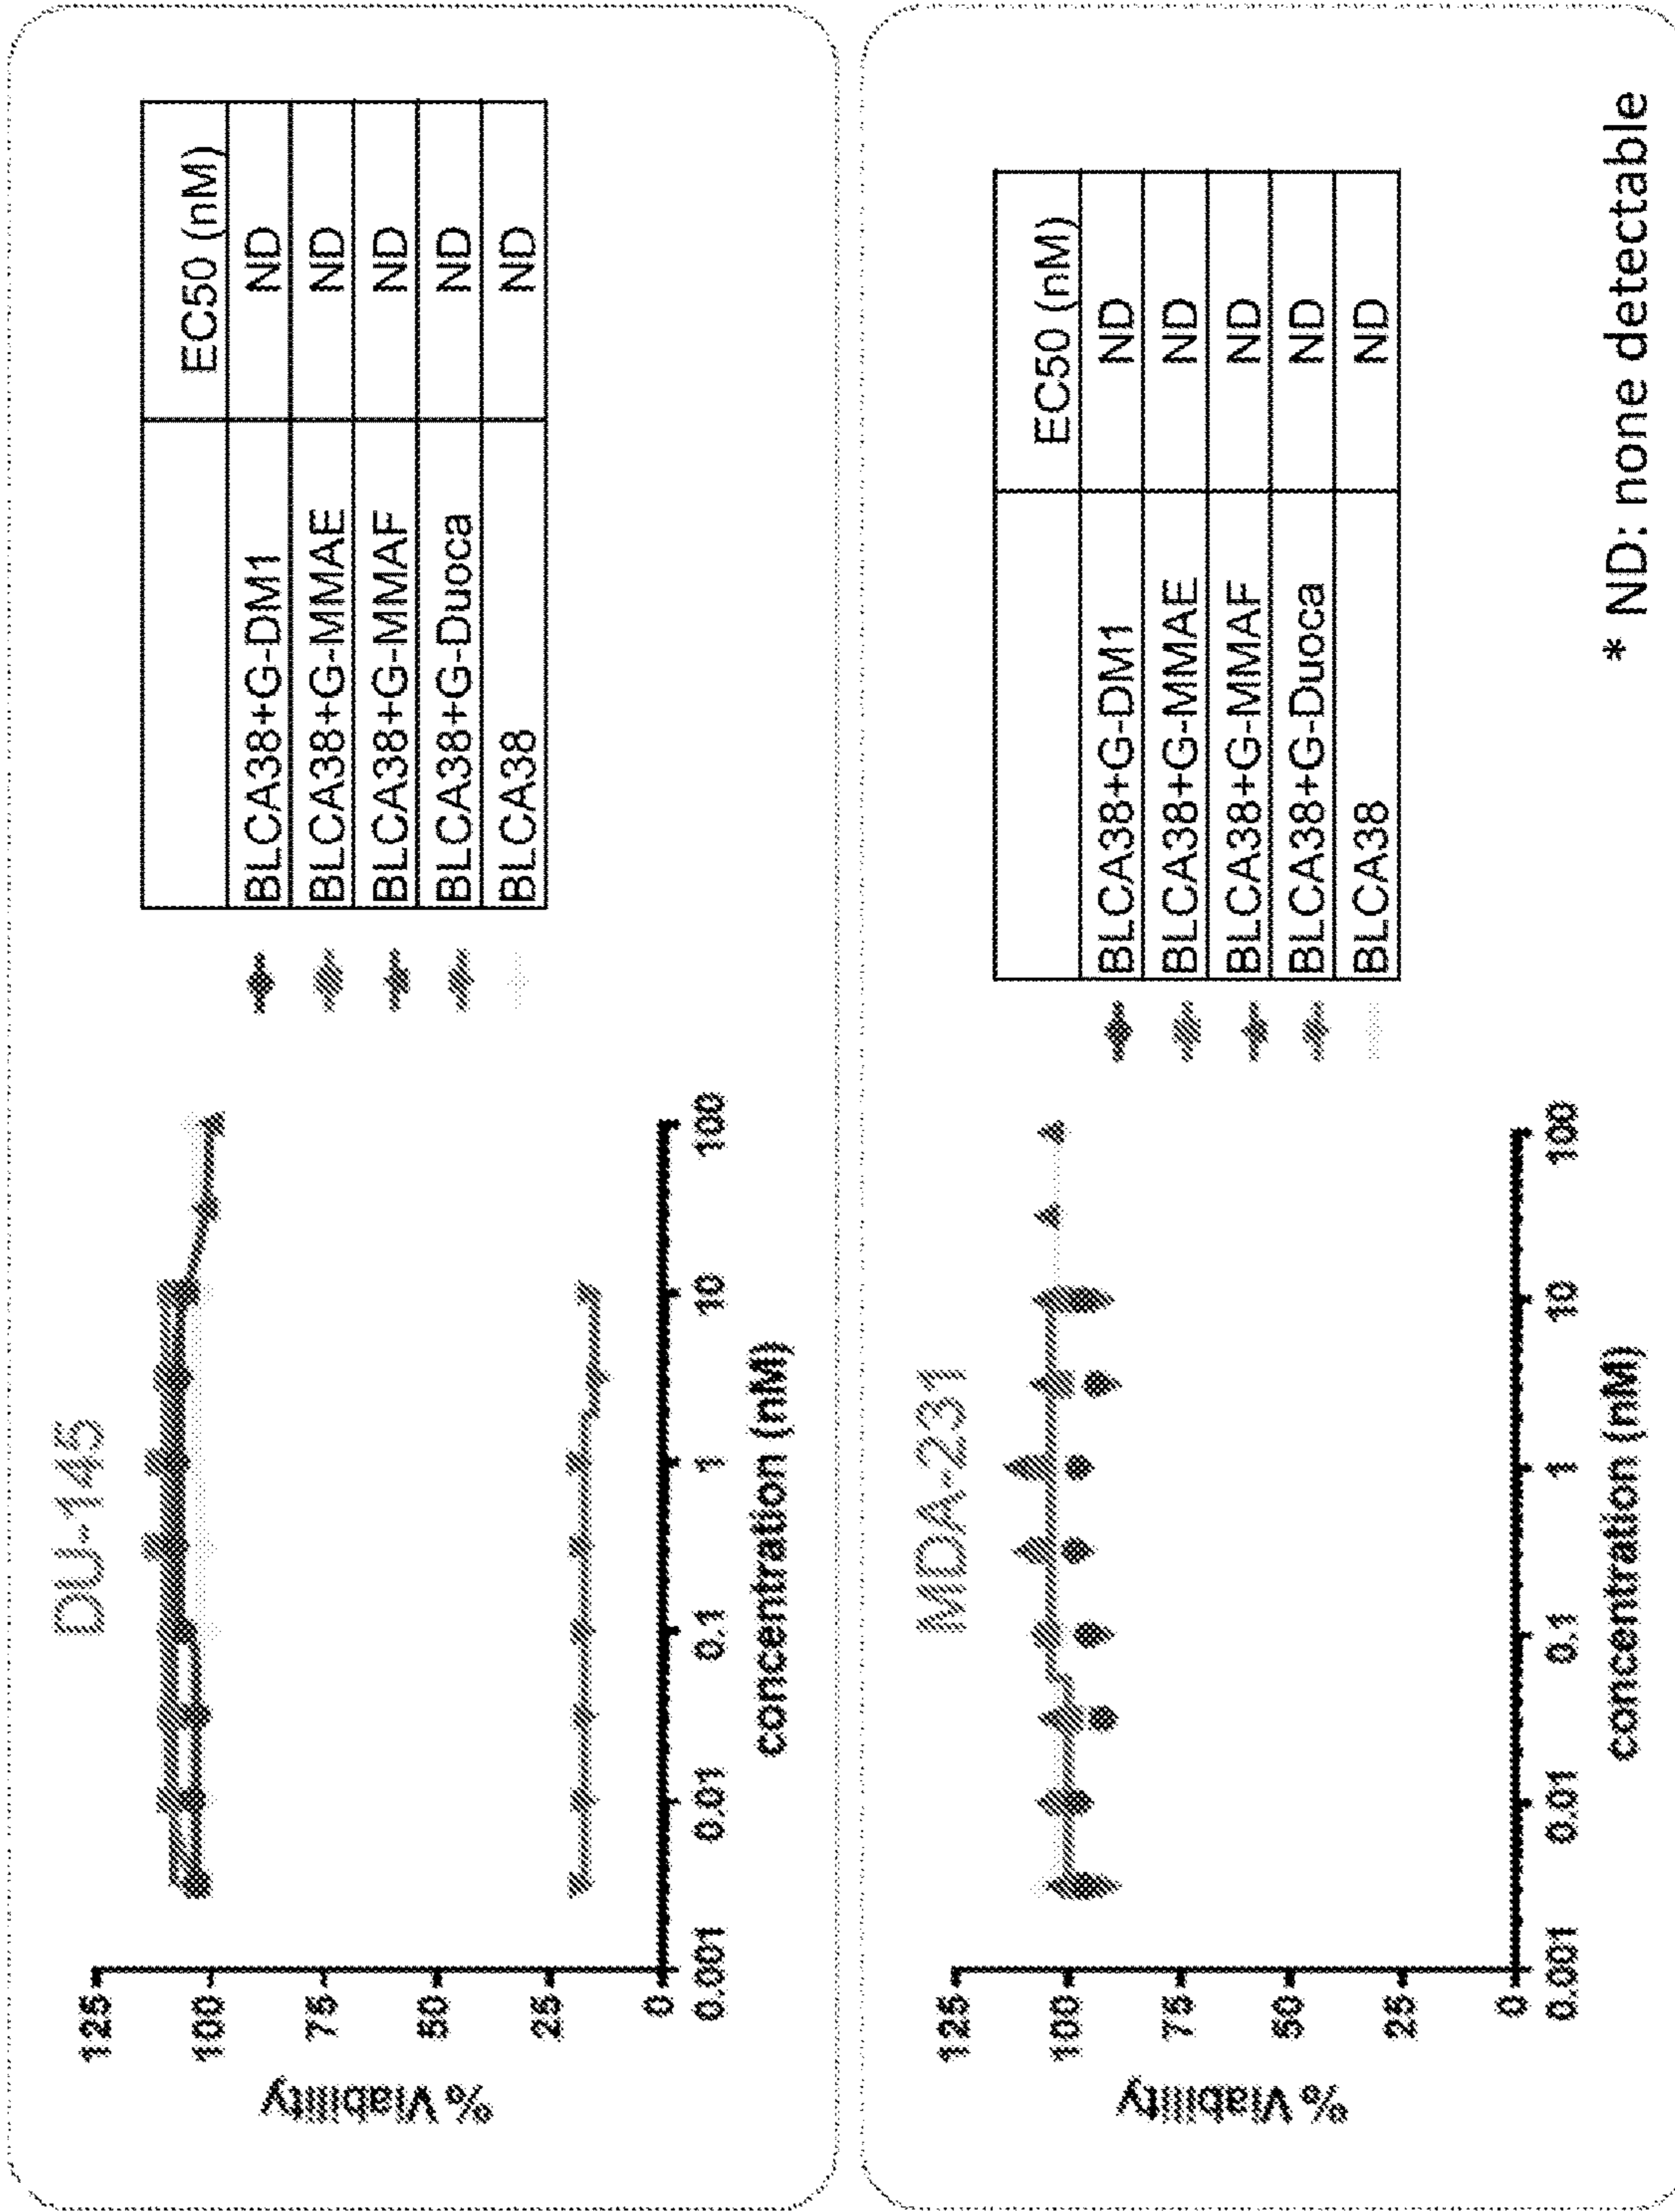 DU-145
% Viability
125
100
75
50
25
0
0.001 0.01 0.1 1 10 100
concentration (nM)
EC50 (nM)
BLCA38+G-DM1 ND
BLCA38+G-MMAE ND
BLCA38+G-MMAF ND
BLCA38+G-Duoca ND
BLCA38 ND
MDA-231
% Viability
125
100
75
50
25
0
0.001 0.01 0.1 1 10 100
concentration (nM)
EC50 (nM)
BLCA38+G-DM1 ND
BLCA38+G-MMAE ND
BLCA38+G-MMAF ND
BLCA38+G-Duoca ND
BLCA38 ND
* ND: none detectable